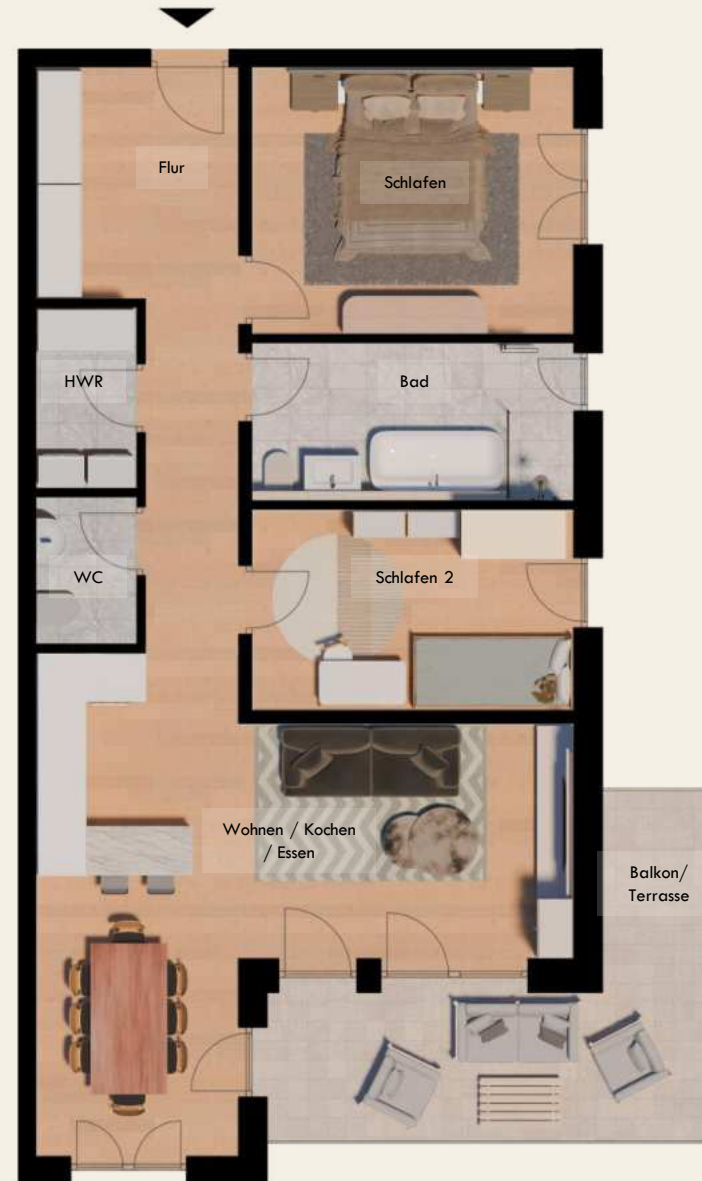 Flur
Schlafen
HWR
Bad
WC
Schlafen 2
Wohnen / Kochen
/ Essen
Balkon/
Terrasse